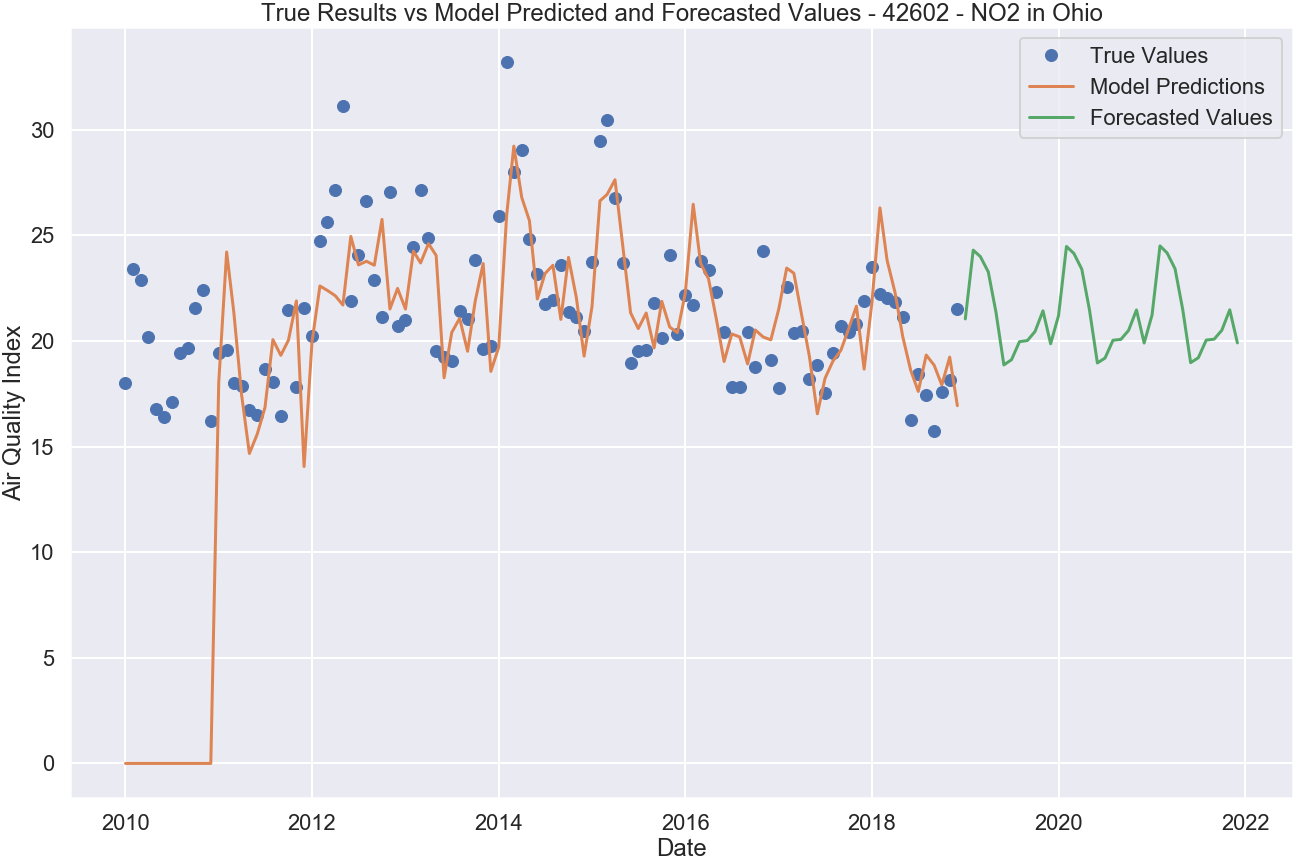 True Results vs Model Predicted and Forecasted Values - 42602 - NO2 in Ohio
True Values
Model Predictions
Forecasted Values
Air Quality Index
30
25
20
15
10
5
0
2010 2012 2014 2016 2018 2020 2022
Date